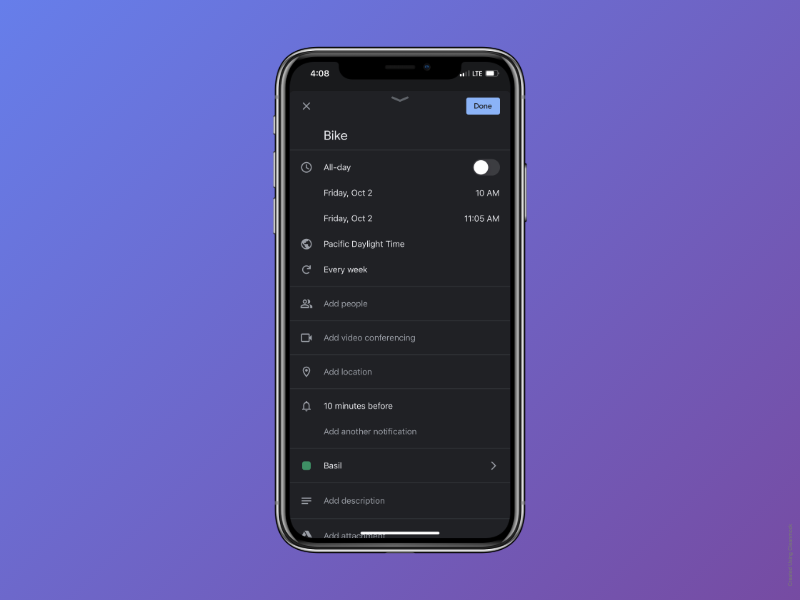 4:08 LTE
Done
Bike
All-day
Friday, Oct 2 10 AM
Friday, Oct 2 11:05 AM
Pacific Daylight Time
Every week
Add people
Add video conferencing
Add location
10 minutes before
Add another notification
Basil
Add description
Add attachment